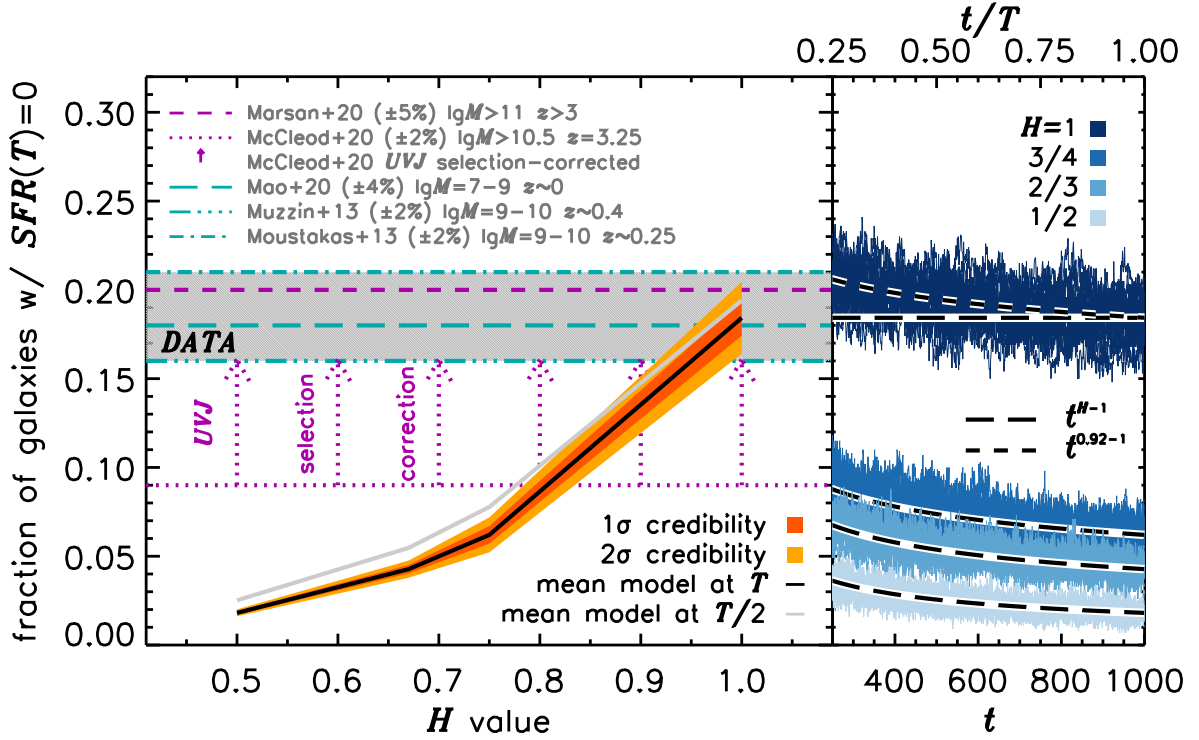 t/T
0.25 0.50 0.75 1.00
fraction of galaxies w/ SFR(T)=0
0.30
0.25
0.20
0.15
0.10
0.05
0.00
Marsan+20 (±5%) lgM>11 z>3
McCleod+20 (±2%) lgM>10.5 z=3.25
McCleod+20 UVJ selection-corrected
Mao+20 (±4%) lgM=7-9 z~0
Muzzin+13 (±2%) lgM=9-10 z~0.4
Moustakas+13 (±2%) lgM=9-10 z~0.25
DATA
UVJ
selection
correction
1σ credibility
2σ credibility
mean model at T
mean model at T/2
0.5 0.6 0.7 0.8 0.9 1.0
H value
H=1
3/4
2/3
1/2
t^{H-1}
t^{0.92-1}
400 600 800 1000
t